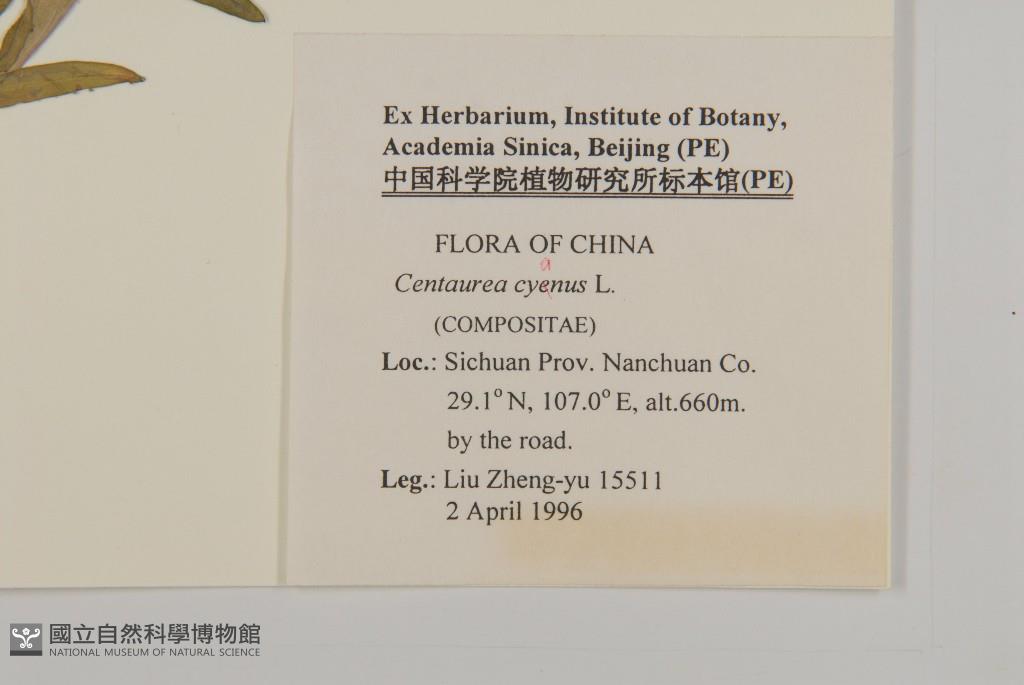 Ex Herbarium, Institute of Botany,
Academia Sinica, Beijing (PE)
中国科学院植物研究所标本馆(PE)
FLORA OF CHINA
a
Centaurea cyenus L.
(COMPOSITAE)
Loc.: Sichuan Prov. Nanchuan Co.
29.1° N, 107.0° E, alt.660m.
by the road.
Leg.: Liu Zheng-yu 15511
2 April 1996
國立自然科學博物館
NATIONAL MUSEUM OF NATURAL SCIENCE